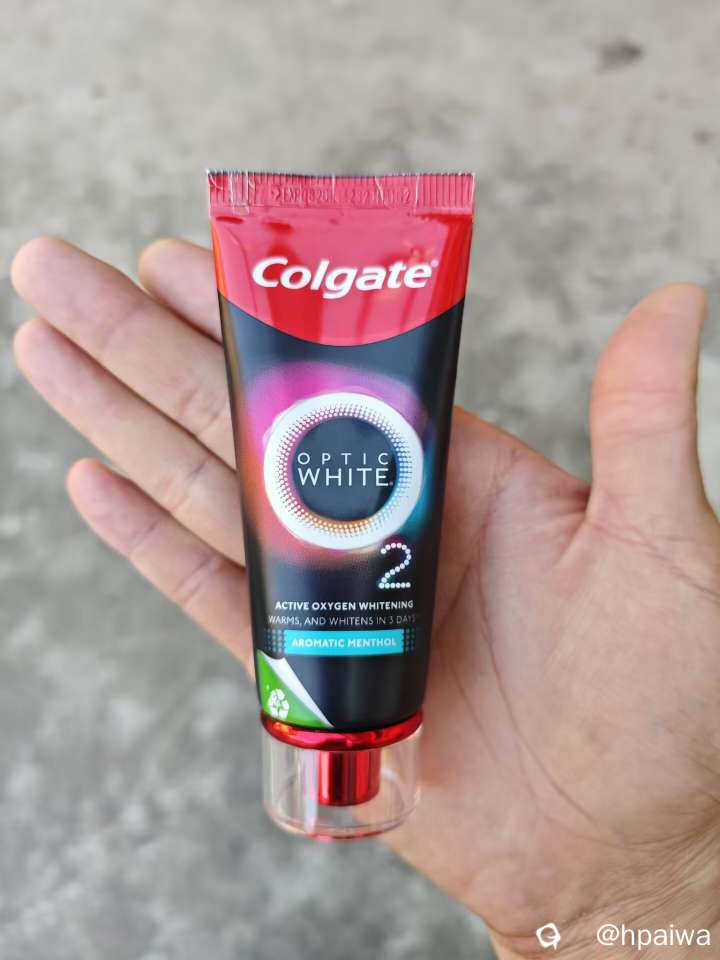 Colgate®
OPTIC
WHITE®
2
ACTIVE OXYGEN WHITENING
WARMS, AND WHITENS IN 3 DAYS
AROMATIC MENTHOL
@hpaiwa